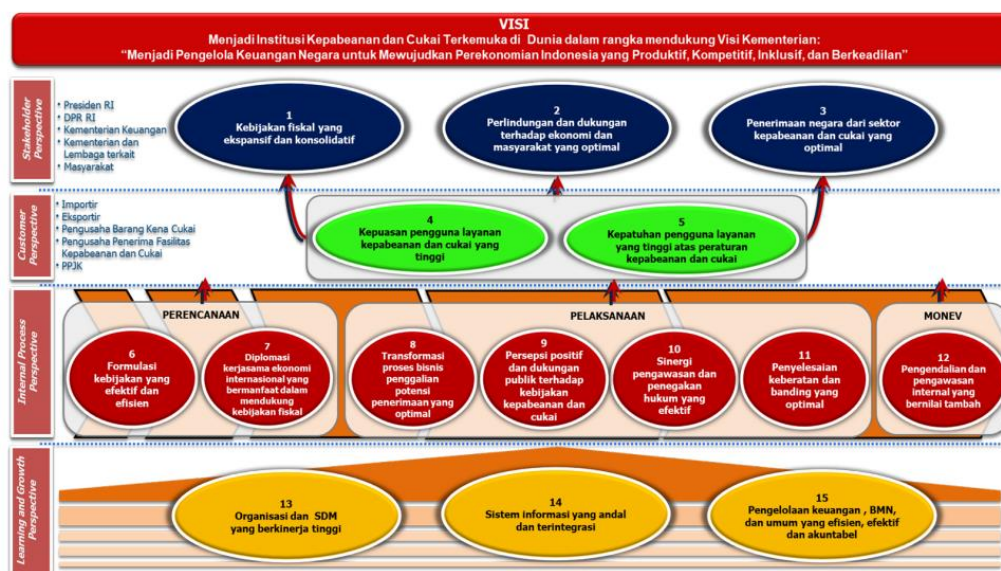 VISI
Menjadi Institusi Kepabeanan dan Cukai Terkemuka di Dunia dalam rangka mendukung Visi Kementerian:
“Menjadi Pengelola Keuangan Negara untuk Mewujudkan Perekonomian Indonesia yang Produktif, Kompetitif, Inklusif, dan Berkeadilan”
Stakeholder
Perspective
• Presiden RI
• DPR RI
• Kementerian Keuangan
• Kementerian dan
Lembaga terkait
• Masyarakat
1
Kebijakan fiskal yang
ekspansif dan konsolidatif
2
Perlindungan dan dukungan
terhadap ekonomi dan
masyarakat yang optimal
3
Penerimaan negara dari sektor
kepabeanan dan cukai yang
optimal
Customer
Perspective
• Importir
• Eksportir
• Pengusaha Barang Kena Cukai
• Pengusaha Penerima Fasilitas
Kepabeanan dan Cukai
• PPJK
4
Kepuasan pengguna layanan
kepabeanan dan cukai yang
tinggi
5
Kepatuhan pengguna layanan
yang tinggi atas peraturan
kepabeanan dan cukai
Internal Process
Perspective
PERENCANAAN
6
Formulasi
kebijakan yang
efektif dan
efisien
7
Diplomasi
kerjasama ekonomi
internasional yang
bermanfaat dalam
mendukung
kebijakan fiskal
PELAKSANAAN
8
Transformasi
proses bisnis
penggalian
potensi
penerimaan yang
optimal
9
Persepsi positif
dan dukungan
publik terhadap
kebijakan
kepabeanan dan
cukai
10
Sinergi
pengawasan dan
penegakan
hukum yang
efektif
11
Penyelesaian
keberatan dan
banding yang
optimal
MONEV
12
Pengendalian dan
pengawasan
internal yang
bernilai tambah
Learning and Growth
Perspective
13
Organisasi dan SDM
yang berkinerja tinggi
14
Sistem informasi yang andal
dan terintegrasi
15
Pengelolaan keuangan , BMN,
dan umum yang efisien, efektif
dan akuntabel